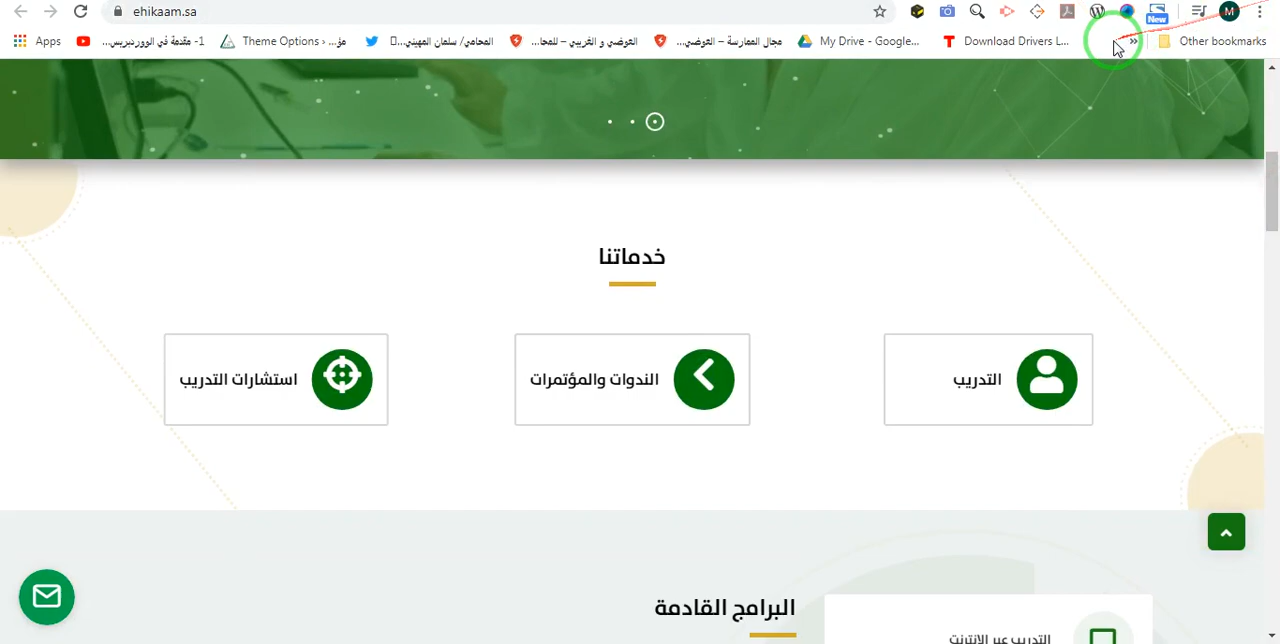 ehikaam.sa
New
M
Apps
1- مقدمة في الووردبريس...
Theme Options › مؤ...
المحامي/ سلمان المهيني...
العوضي و الغريبي – للمحا...
مجال الممارسة – العوضي...
My Drive - Google...
Download Drivers L...
»
Other bookmarks
خدماتنا
التدريب
الندوات والمؤتمرات
استشارات التدريب
البرامج القادمة
التدريب عبر الإنترنت